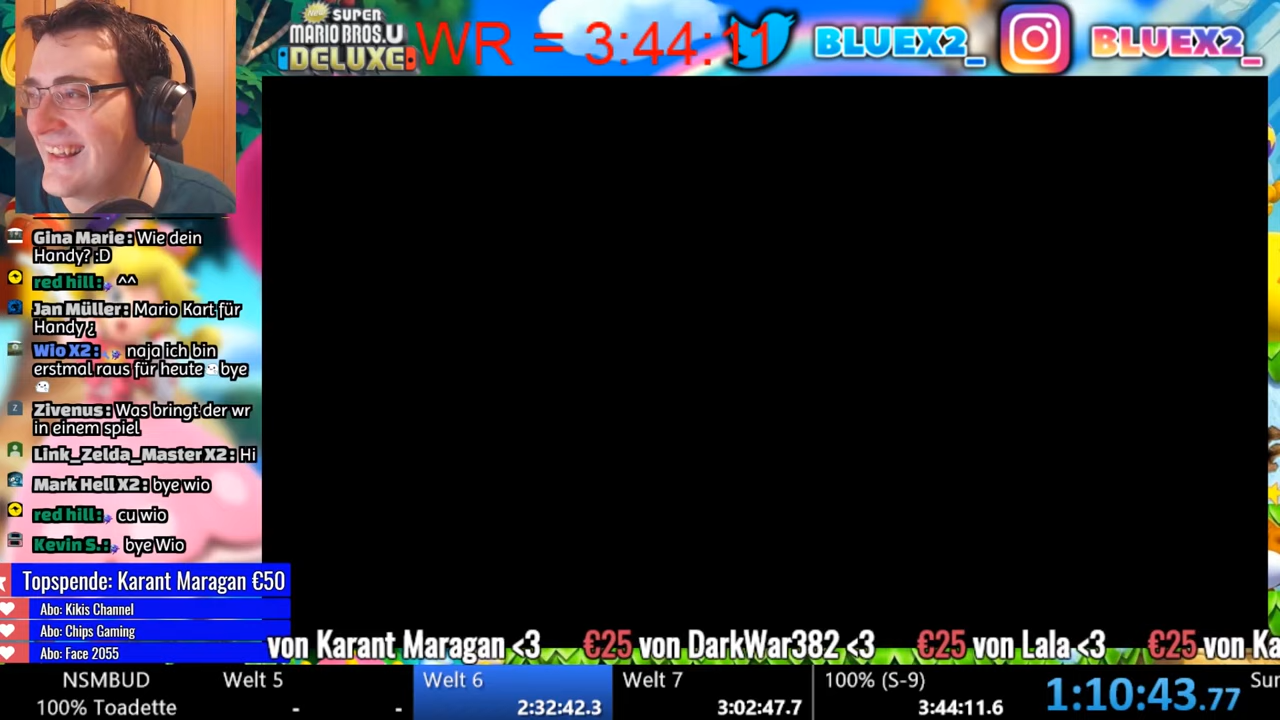 New SUPER
MARIO BROS. U
DELUXE
WR = 3:44:11
BLUEX2_
BLUEX2_
Gina Marie: Wie dein
Handy? :D
red hill: ^^
Jan Müller: Mario Kart für
Handy ¿
Wio X2: naja ich bin
erstmal raus für heute bye
Zivenus: Was bringt der wr
in einem spiel
Link_Zelda_Master X2: Hi
Mark Hell X2: bye wio
red hill: cu wio
Kevin S.: bye Wio
Topspende: Karant Maragan €50
Abo: Kikis Channel
Abo: Chips Gaming
Abo: Face 2055
von Karant Maragan <3 €25 von DarkWar382 <3 €25 von Lala <3 €25 von Ka
NSMBUD
100% Toadette
Welt 5
- -
Welt 6
2:32:42.3
Welt 7
3:02:47.7
100% (S-9)
3:44:11.6
1:10:43.77
Sur